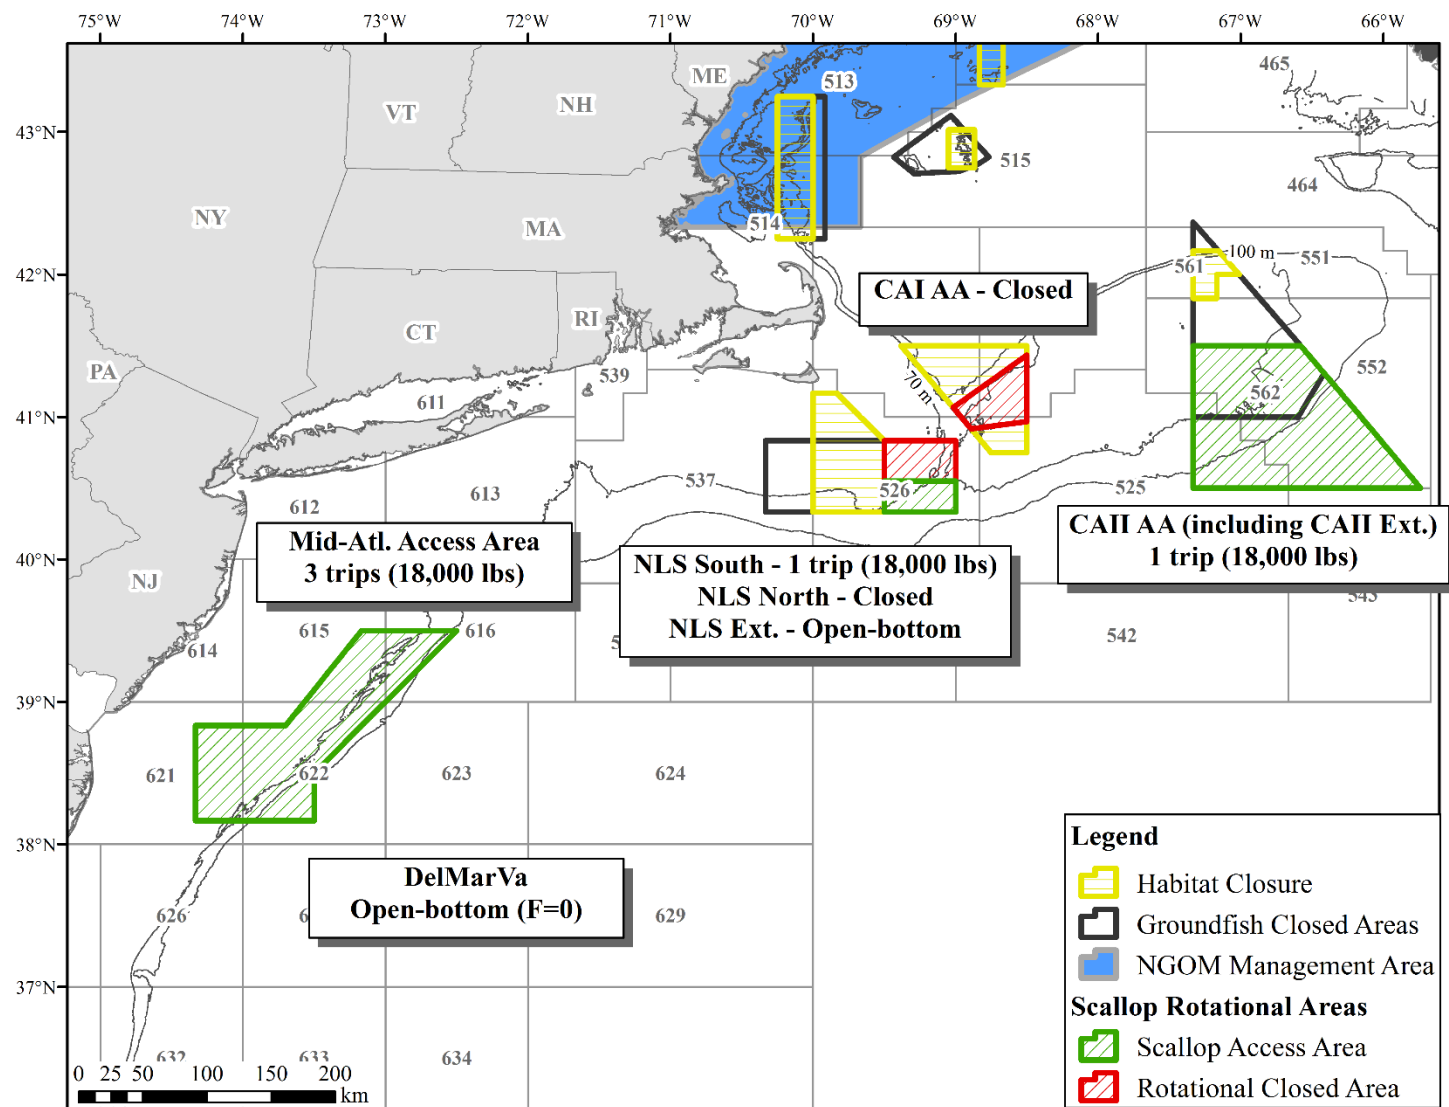 75°W 74°W 73°W 72°W 71°W 70°W 69°W 68°W 67°W 66°W
ME
513
465
VT
NH
43°N
515
464
NY
MA
514
100 m
551
42°N
561
CAI AA - Closed
RI
CT
PA
539
70 m
552
611
562
41°N
537
526
525
612
613
CAII AA (including CAII Ext.)
1 trip (18,000 lbs)
Mid-Atl. Access Area
3 trips (18,000 lbs)
NLS South - 1 trip (18,000 lbs)
NLS North - Closed
NLS Ext. - Open-bottom
40°N
NJ
543
615
616
542
614
39°N
621
622
623
624
38°N
DelMarVa
Open-bottom (F=0)
626
629
37°N
632
633
634
Legend
Habitat Closure
Groundfish Closed Areas
NGOM Management Area
Scallop Rotational Areas
Scallop Access Area
Rotational Closed Area
0 25 50 100 150 200
km